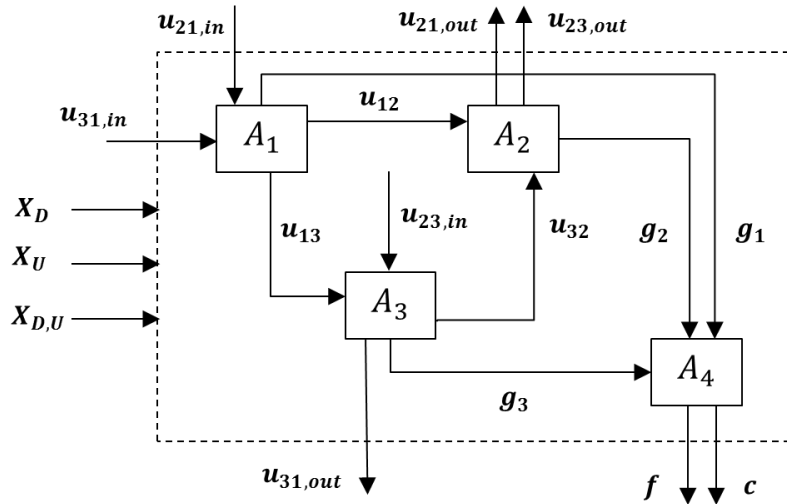 u21,in
u21,out
u23,out
u12
u31,in
A1
A2
XD
u13
u23,in
u32
g2
g1
XU
XD,U
A3
A4
g3
u31,out
f
c